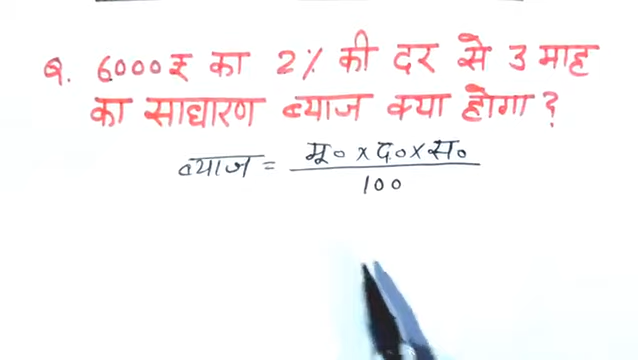 Q. 6000₹ का 2% की दर से 3 माह
का साधारण ब्याज क्या होगा ?
ब्याज = मू० × द० × स०
100